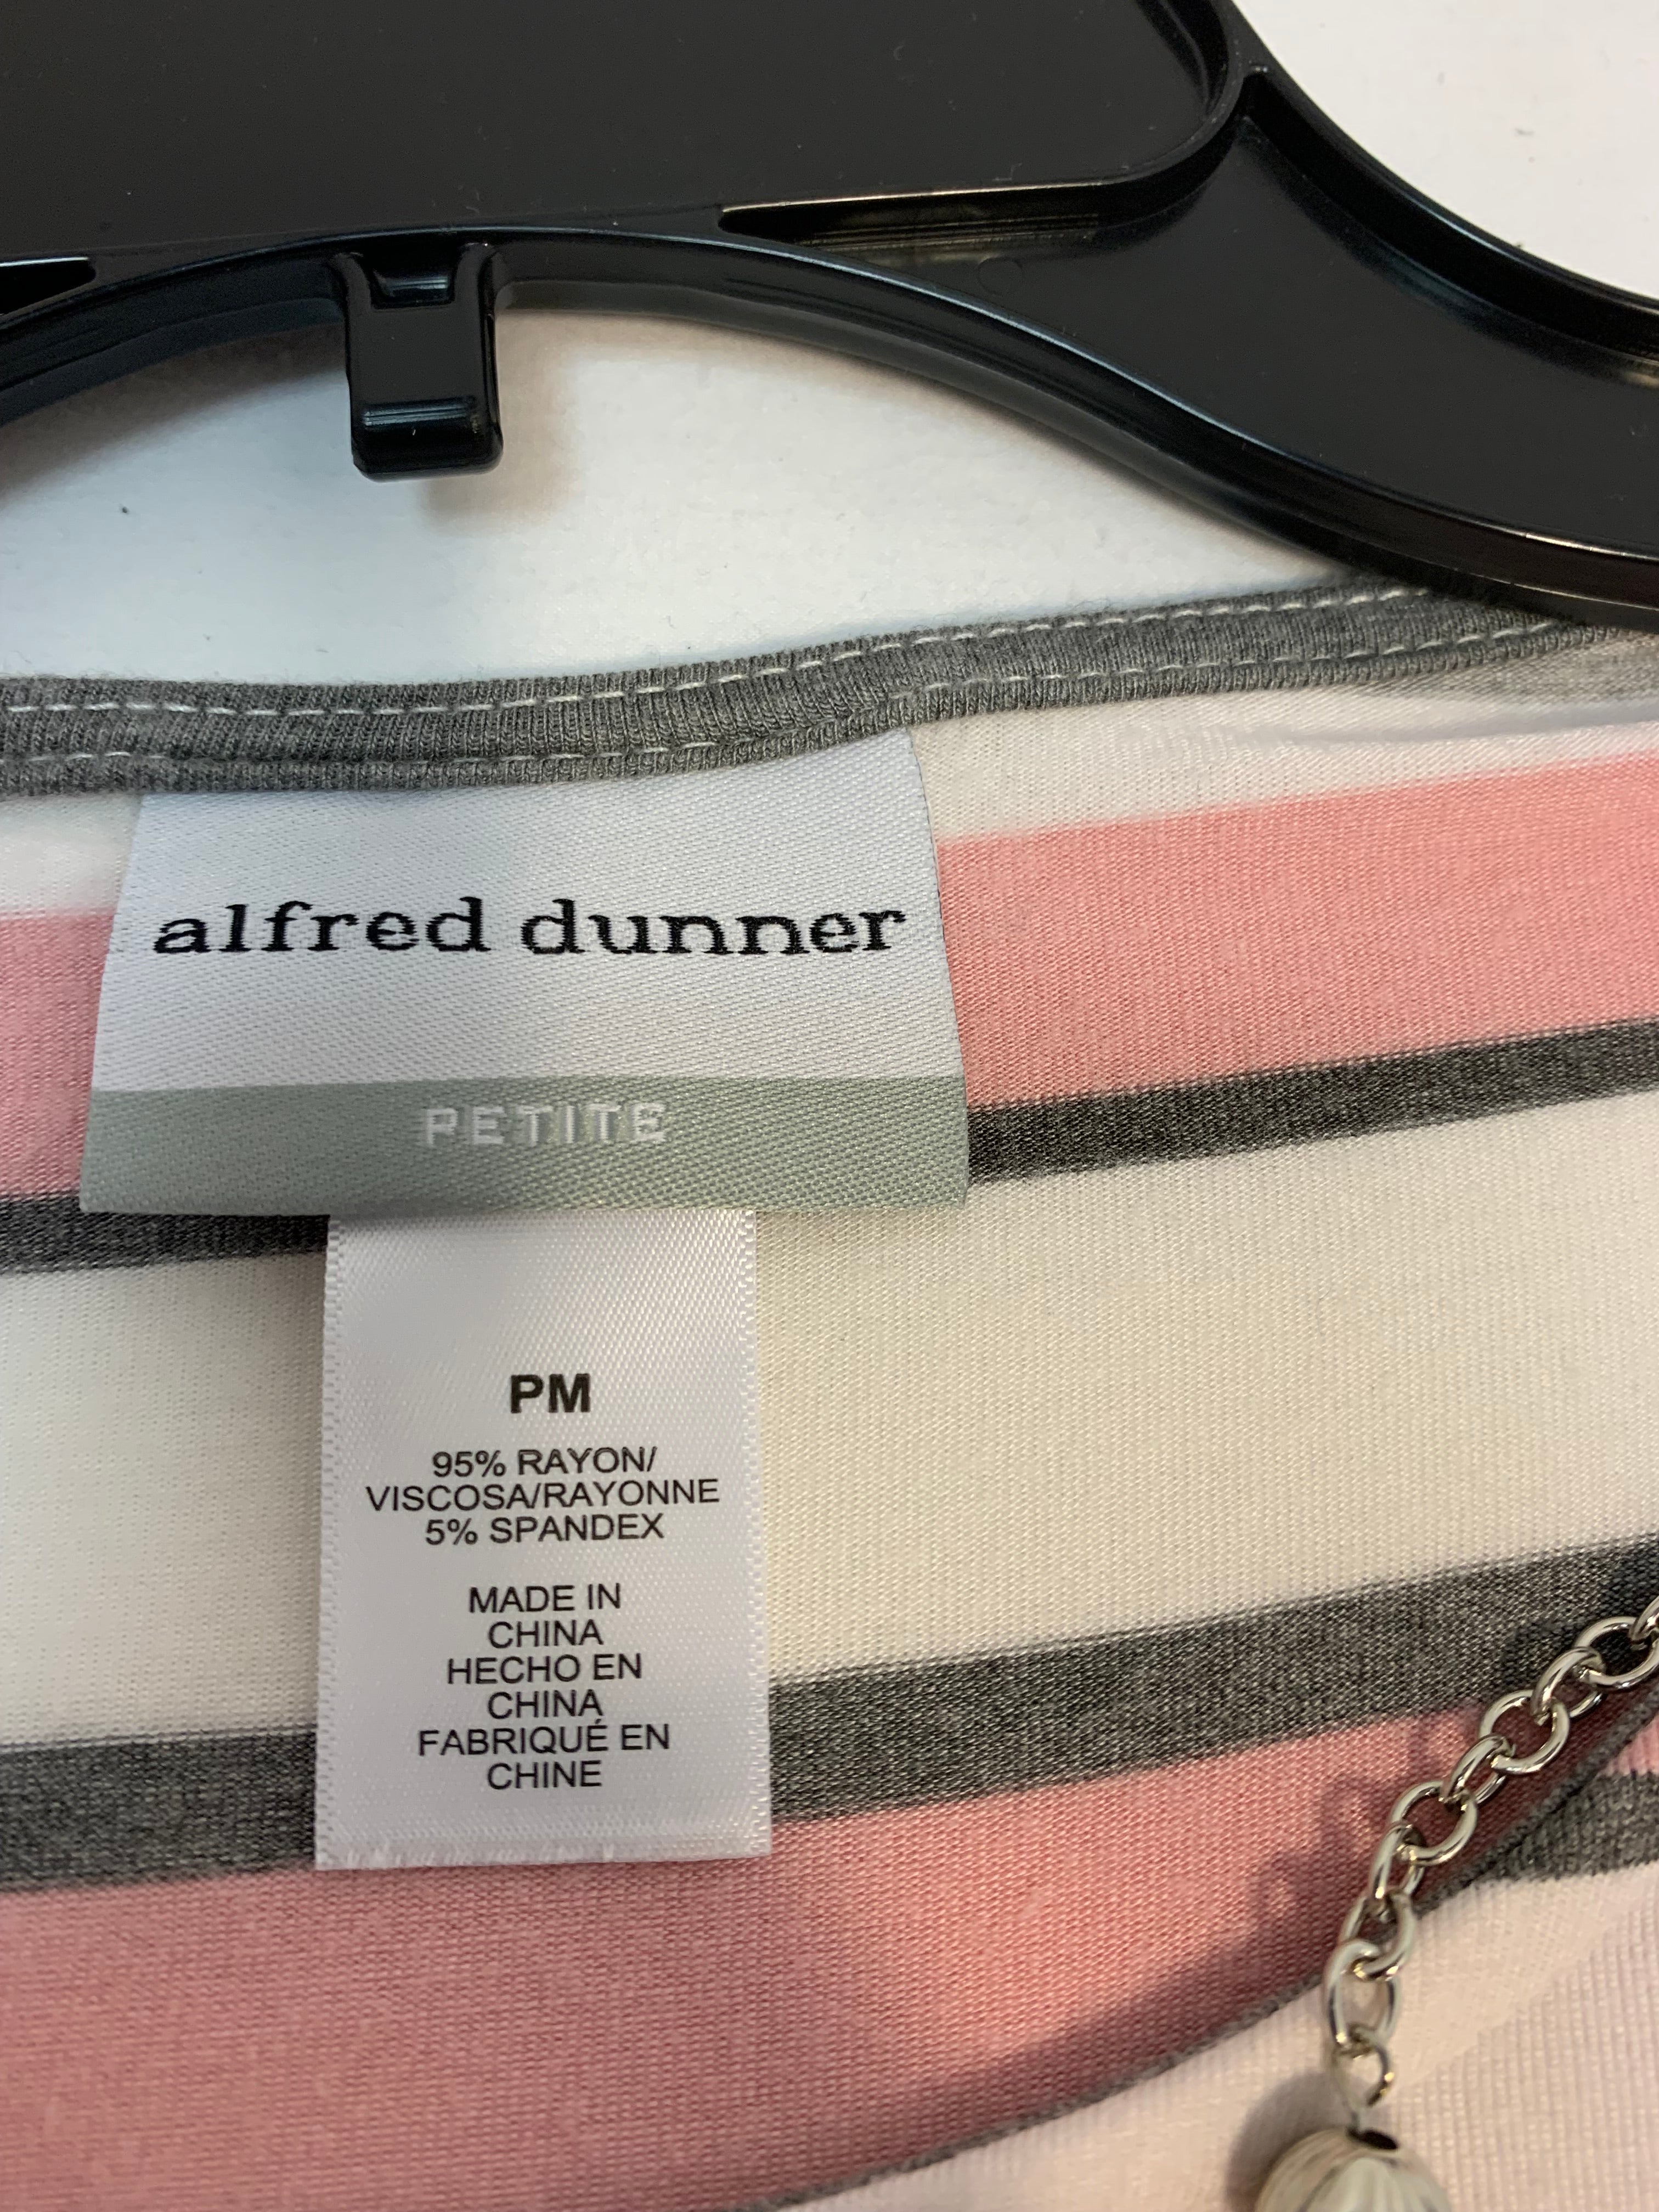 alfred dunner
PETITE
PM
95% RAYON/
VISCOSA/RAYONNE
5% SPANDEX
MADE IN
CHINA
HECHO EN
CHINA
FABRIQUÉ EN
CHINE